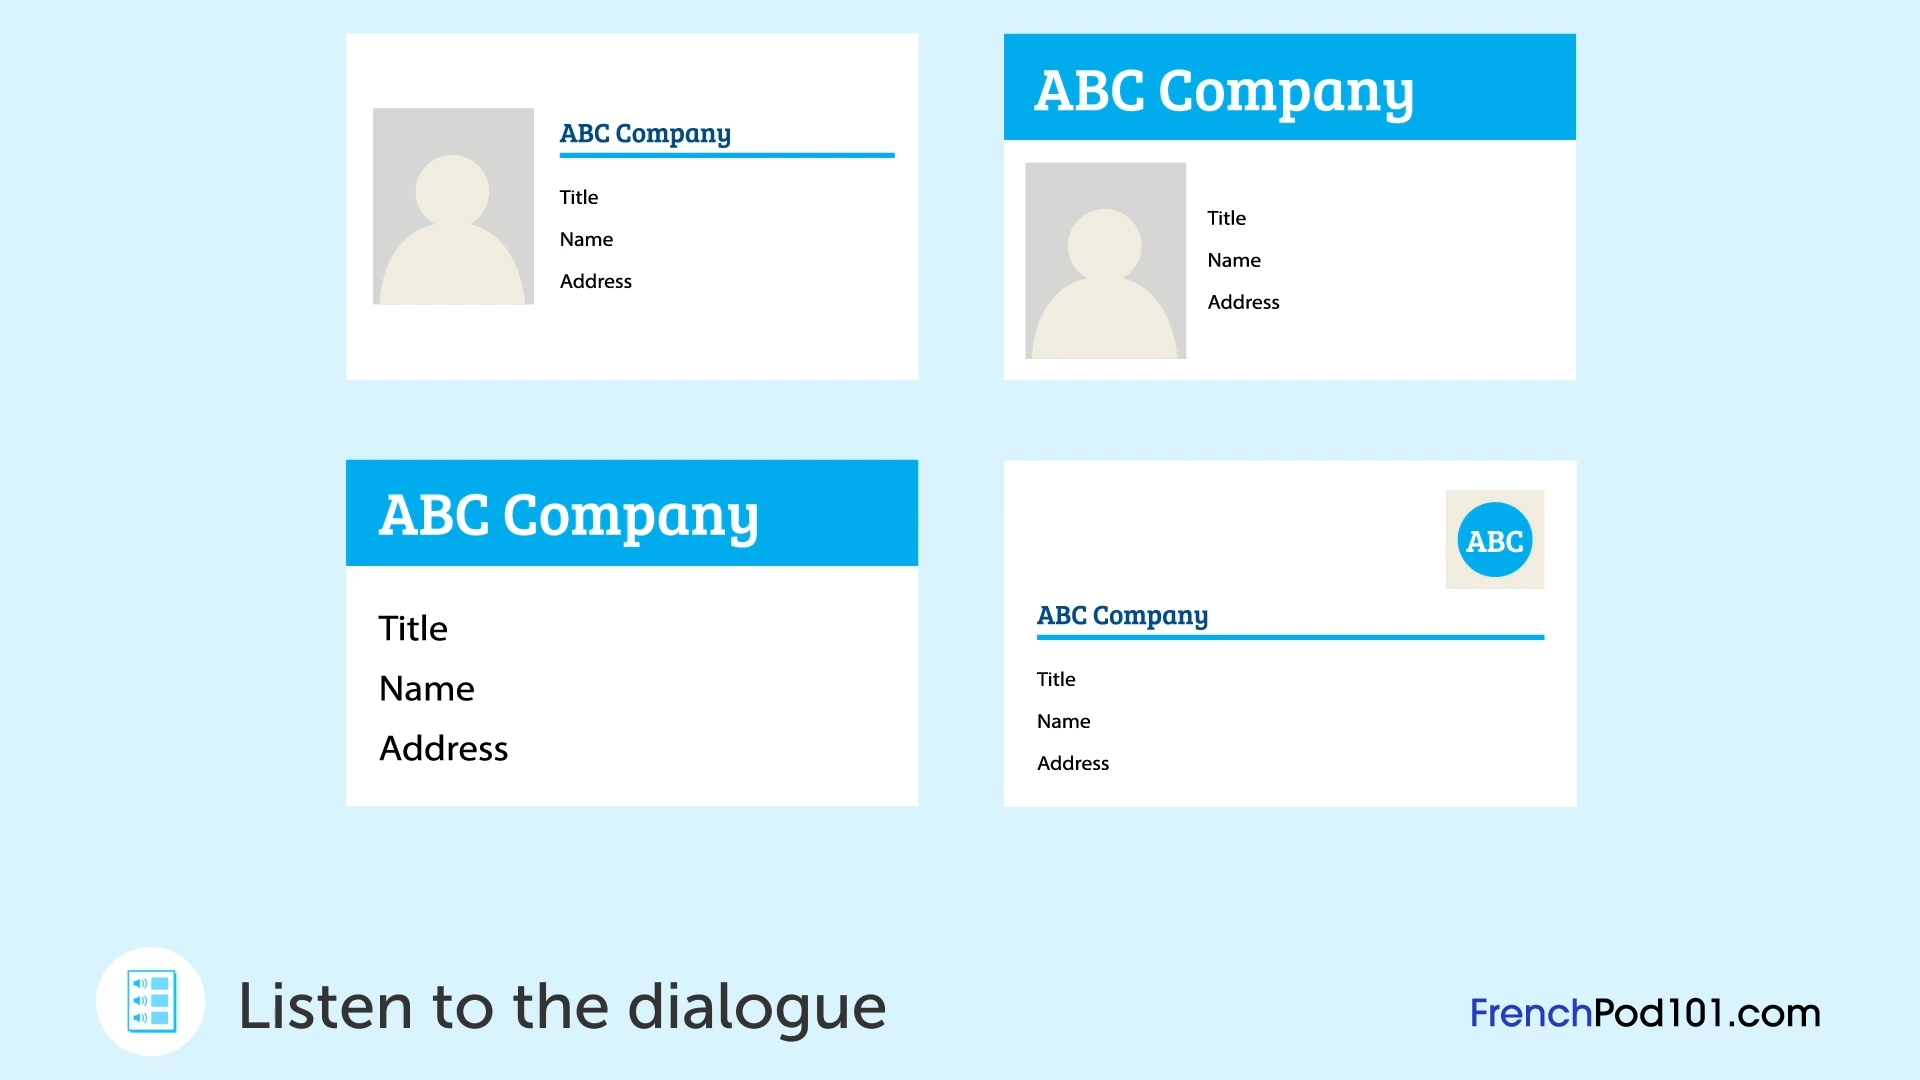 ABC Company
Title
Name
Address
ABC Company
Title
Name
Address
ABC Company
Title
Name
Address
ABC
ABC Company
Title
Name
Address
Listen to the dialogue
FrenchPod101.com